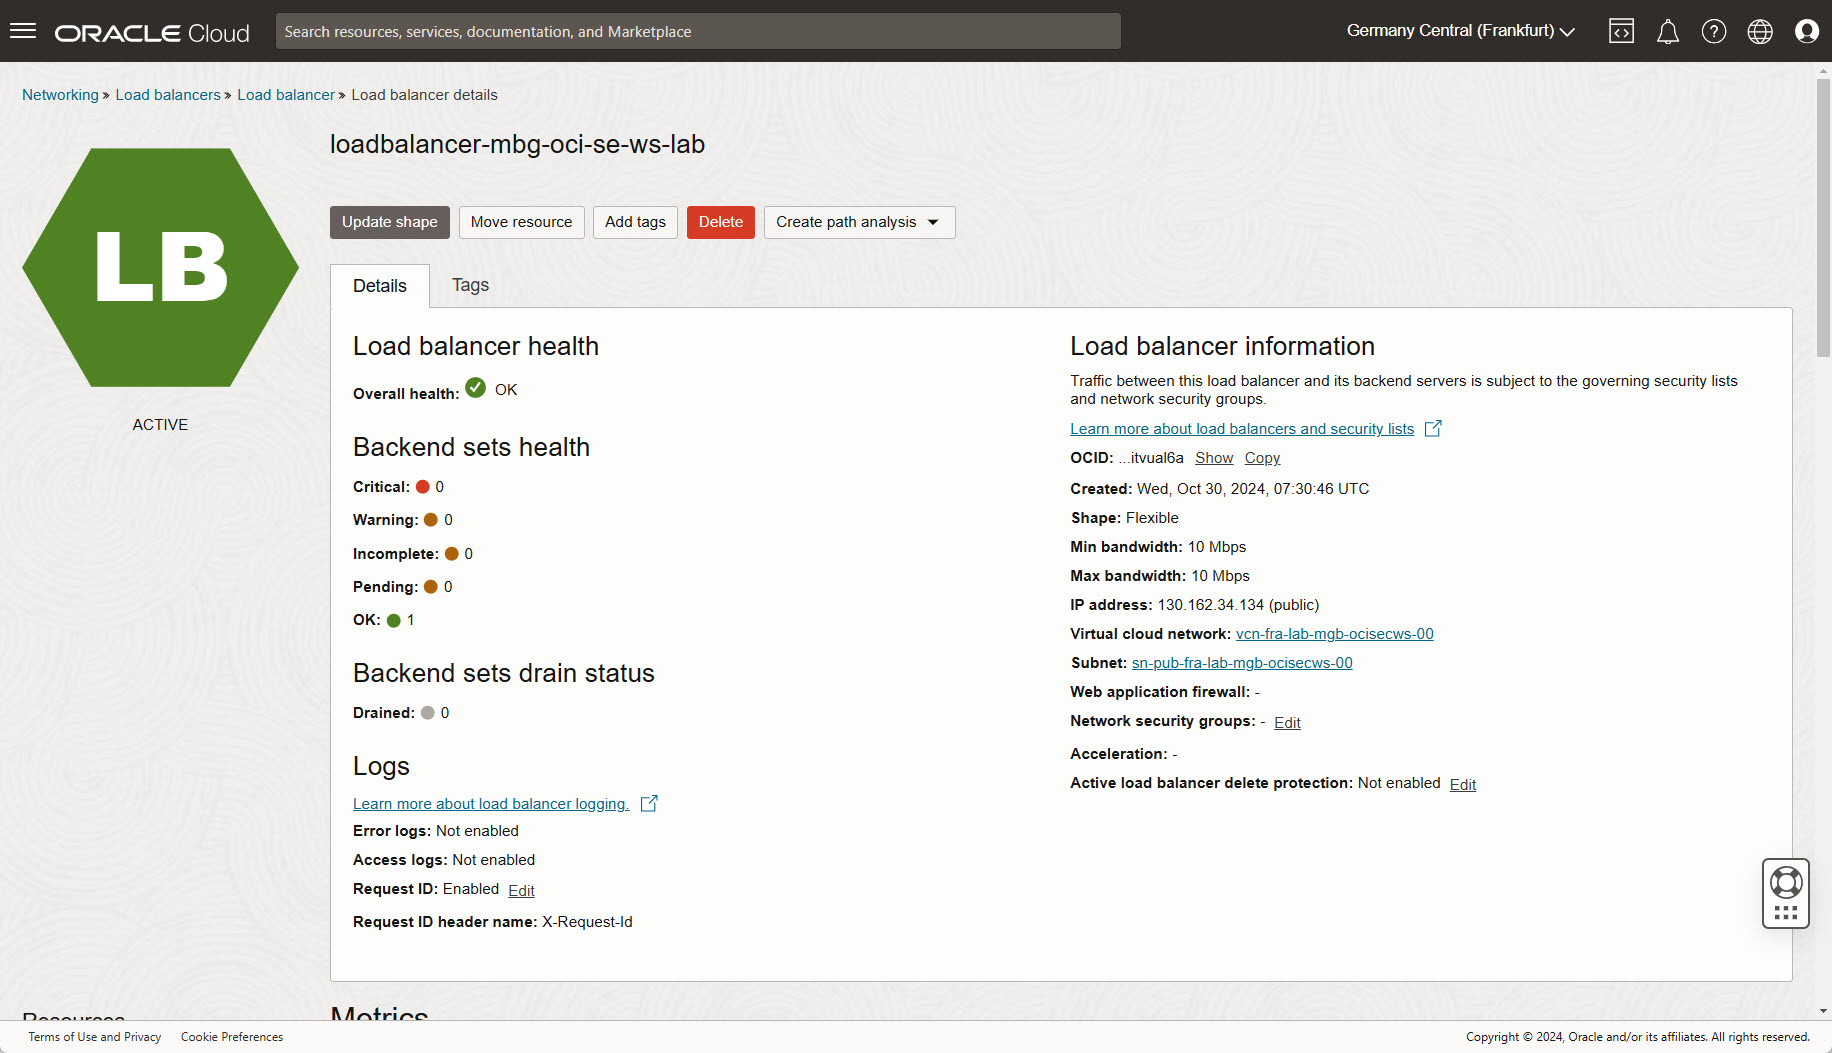 ORACLE Cloud
Search resources, services, documentation, and Marketplace
Germany Central (Frankfurt)
Networking » Load balancers » Load balancer » Load balancer details
LB
ACTIVE
loadbalancer-mbg-oci-se-ws-lab
Update shape Move resource Add tags Delete Create path analysis
Details Tags
Load balancer health
Overall health: OK
Backend sets health
Critical: 0
Warning: 0
Incomplete: 0
Pending: 0
OK: 1
Backend sets drain status
Drained: 0
Logs
Learn more about load balancer logging.
Error logs: Not enabled
Access logs: Not enabled
Request ID: Enabled Edit
Request ID header name: X-Request-Id
Load balancer information
Traffic between this load balancer and its backend servers is subject to the governing security lists
and network security groups.
Learn more about load balancers and security lists
OCID: ...itvual6a Show Copy
Created: Wed, Oct 30, 2024, 07:30:46 UTC
Shape: Flexible
Min bandwidth: 10 Mbps
Max bandwidth: 10 Mbps
IP address: 130.162.34.134 (public)
Virtual cloud network: vcn-fra-lab-mgb-ocisecws-00
Subnet: sn-pub-fra-lab-mgb-ocisecws-00
Web application firewall: -
Network security groups: - Edit
Acceleration: -
Active load balancer delete protection: Not enabled Edit
Resources
Metrics
Terms of Use and Privacy Cookie Preferences
Copyright © 2024, Oracle and/or its affiliates. All rights reserved.